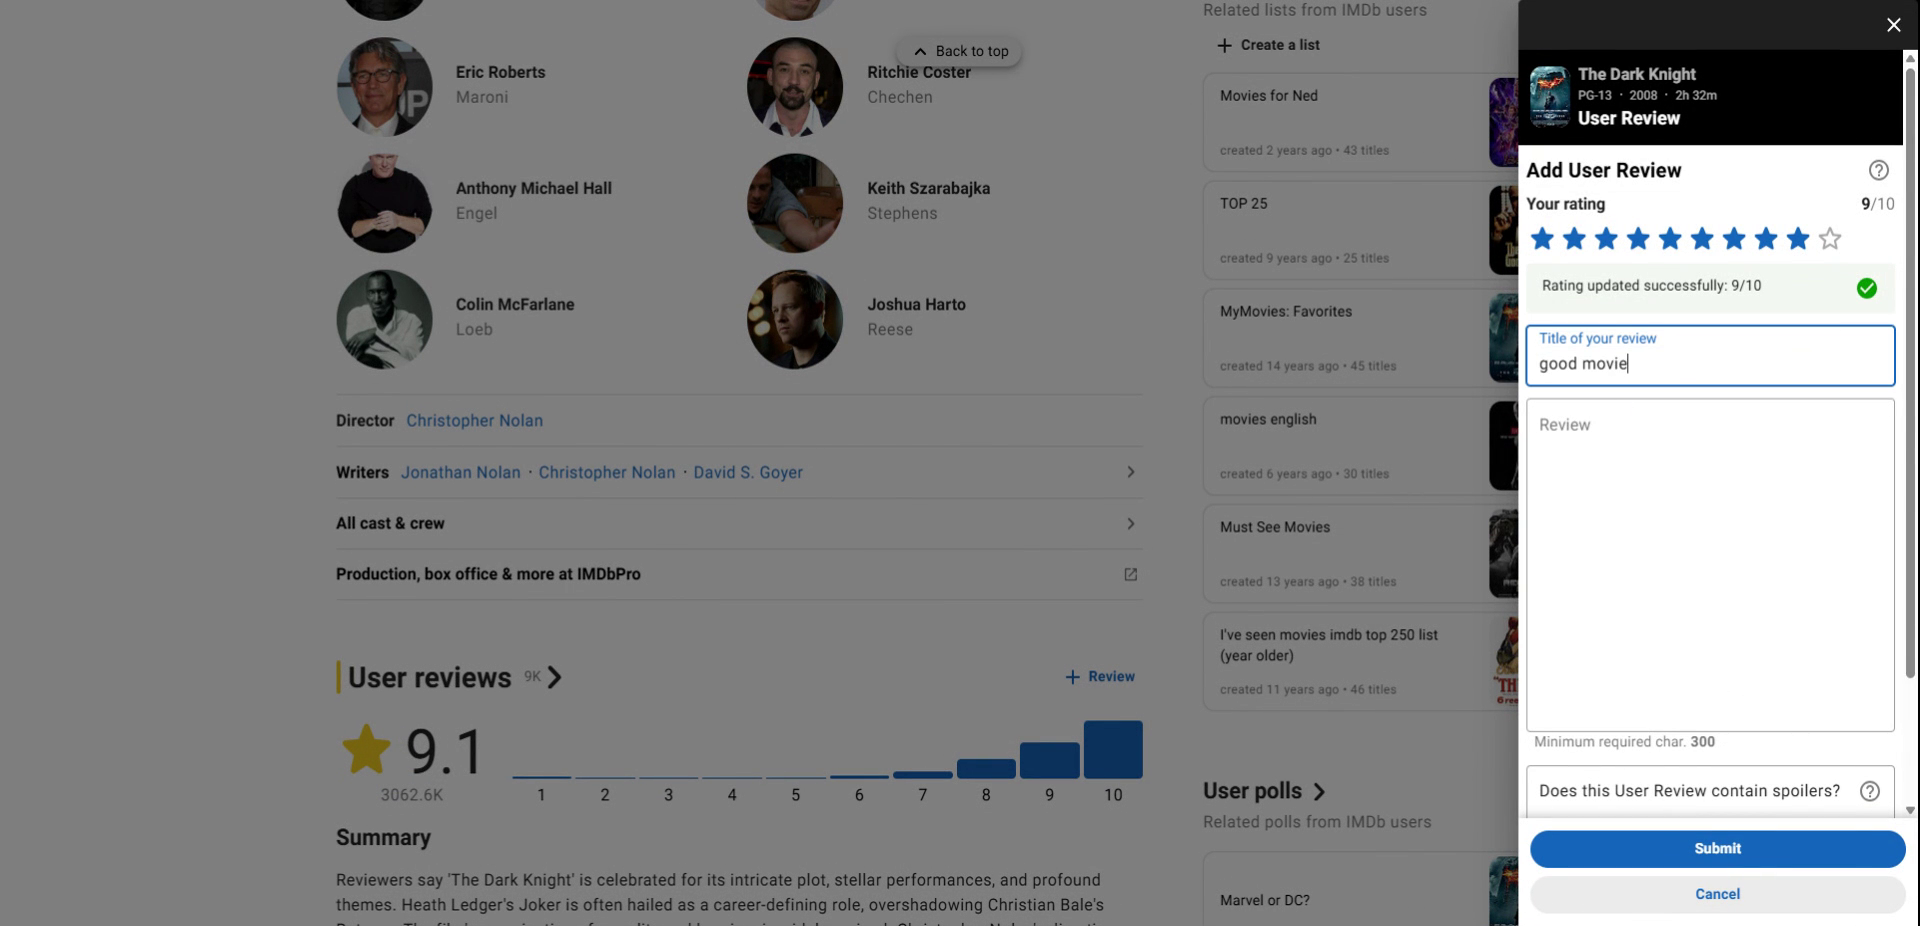 Eric Roberts
Maroni
Ritchie Coster
Chechen
Back to top
Anthony Michael Hall
Engel
Keith Szarabajka
Stephens
Colin McFarlane
Loeb
Joshua Harto
Reese
Director Christopher Nolan
Writers Jonathan Nolan · Christopher Nolan · David S. Goyer
All cast & crew
Production, box office & more at IMDbPro
User reviews 9K
+ Review
9.1
3062.6K
1 2 3 4 5 6 7 8 9 10
Summary
Reviewers say 'The Dark Knight' is celebrated for its intricate plot, stellar performances, and profound
themes. Heath Ledger's Joker is often hailed as a career-defining role, overshadowing Christian Bale's
Related lists from IMDb users
+ Create a list
Movies for Ned
created 2 years ago • 43 titles
TOP 25
created 9 years ago • 25 titles
MyMovies: Favorites
created 14 years ago • 45 titles
movies english
created 6 years ago • 30 titles
Must See Movies
created 13 years ago • 38 titles
I've seen movies imdb top 250 list
(year older)
created 11 years ago • 46 titles
User polls
Related polls from IMDb users
Marvel or DC?
The Dark Knight
PG-13 · 2008 · 2h 32m
User Review
Add User Review
Your rating 9/10
Rating updated successfully: 9/10
Title of your review
good movie
Review
Minimum required char. 300
Does this User Review contain spoilers?
Submit
Cancel